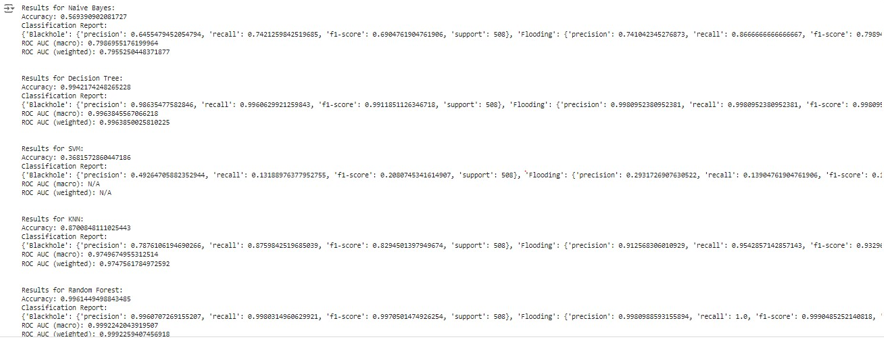 Results for Naive Bayes:
Accuracy: 0.569390902081727
Classification Report:
{'Blackhole': {'precision': 0.6455479452054794, 'recall': 0.7421259842519685, 'f1-score': 0.6904761904761906, 'support': 508}, 'Flooding': {'precision': 0.741042345276873, 'recall': 0.8666666666666667, 'f1-score': 0.7989
ROC AUC (macro): 0.7986955176199964
ROC AUC (weighted): 0.7955250448371877
Results for Decision Tree:
Accuracy: 0.9942174248265228
Classification Report:
{'Blackhole': {'precision': 0.98635477582846, 'recall': 0.9960629921259843, 'f1-score': 0.9911851126346718, 'support': 508}, 'Flooding': {'precision': 0.9980952380952381, 'recall': 0.9980952380952381, 'f1-score': 0.99809
ROC AUC (macro): 0.9963845567066218
ROC AUC (weighted): 0.9963850025810225
Results for SVM:
Accuracy: 0.3681572860447186
Classification Report:
{'Blackhole': {'precision': 0.49264705882352944, 'recall': 0.13188976377952755, 'f1-score': 0.2080745341614907, 'support': 508}, 'Flooding': {'precision': 0.2931726907630522, 'recall': 0.13904761904761906, 'f1-score': 0.1
ROC AUC (macro): N/A
ROC AUC (weighted): N/A
Results for KNN:
Accuracy: 0.8700848111025443
Classification Report:
{'Blackhole': {'precision': 0.7876106194690266, 'recall': 0.8759842519685039, 'f1-score': 0.8294501397949674, 'support': 508}, 'Flooding': {'precision': 0.912568306010929, 'recall': 0.9542857142857143, 'f1-score': 0.9329
ROC AUC (macro): 0.9749674955312514
ROC AUC (weighted): 0.9747561784972592
Results for Random Forest:
Accuracy: 0.9961449498843485
Classification Report:
{'Blackhole': {'precision': 0.9960707269155207, 'recall': 0.9980314960629921, 'f1-score': 0.9970501474926254, 'support': 508}, 'Flooding': {'precision': 0.9980988593155894, 'recall': 1.0, 'f1-score': 0.9990485252140818,
ROC AUC (macro): 0.9992242043919507
ROC AUC (weighted): 0.9992259407456918